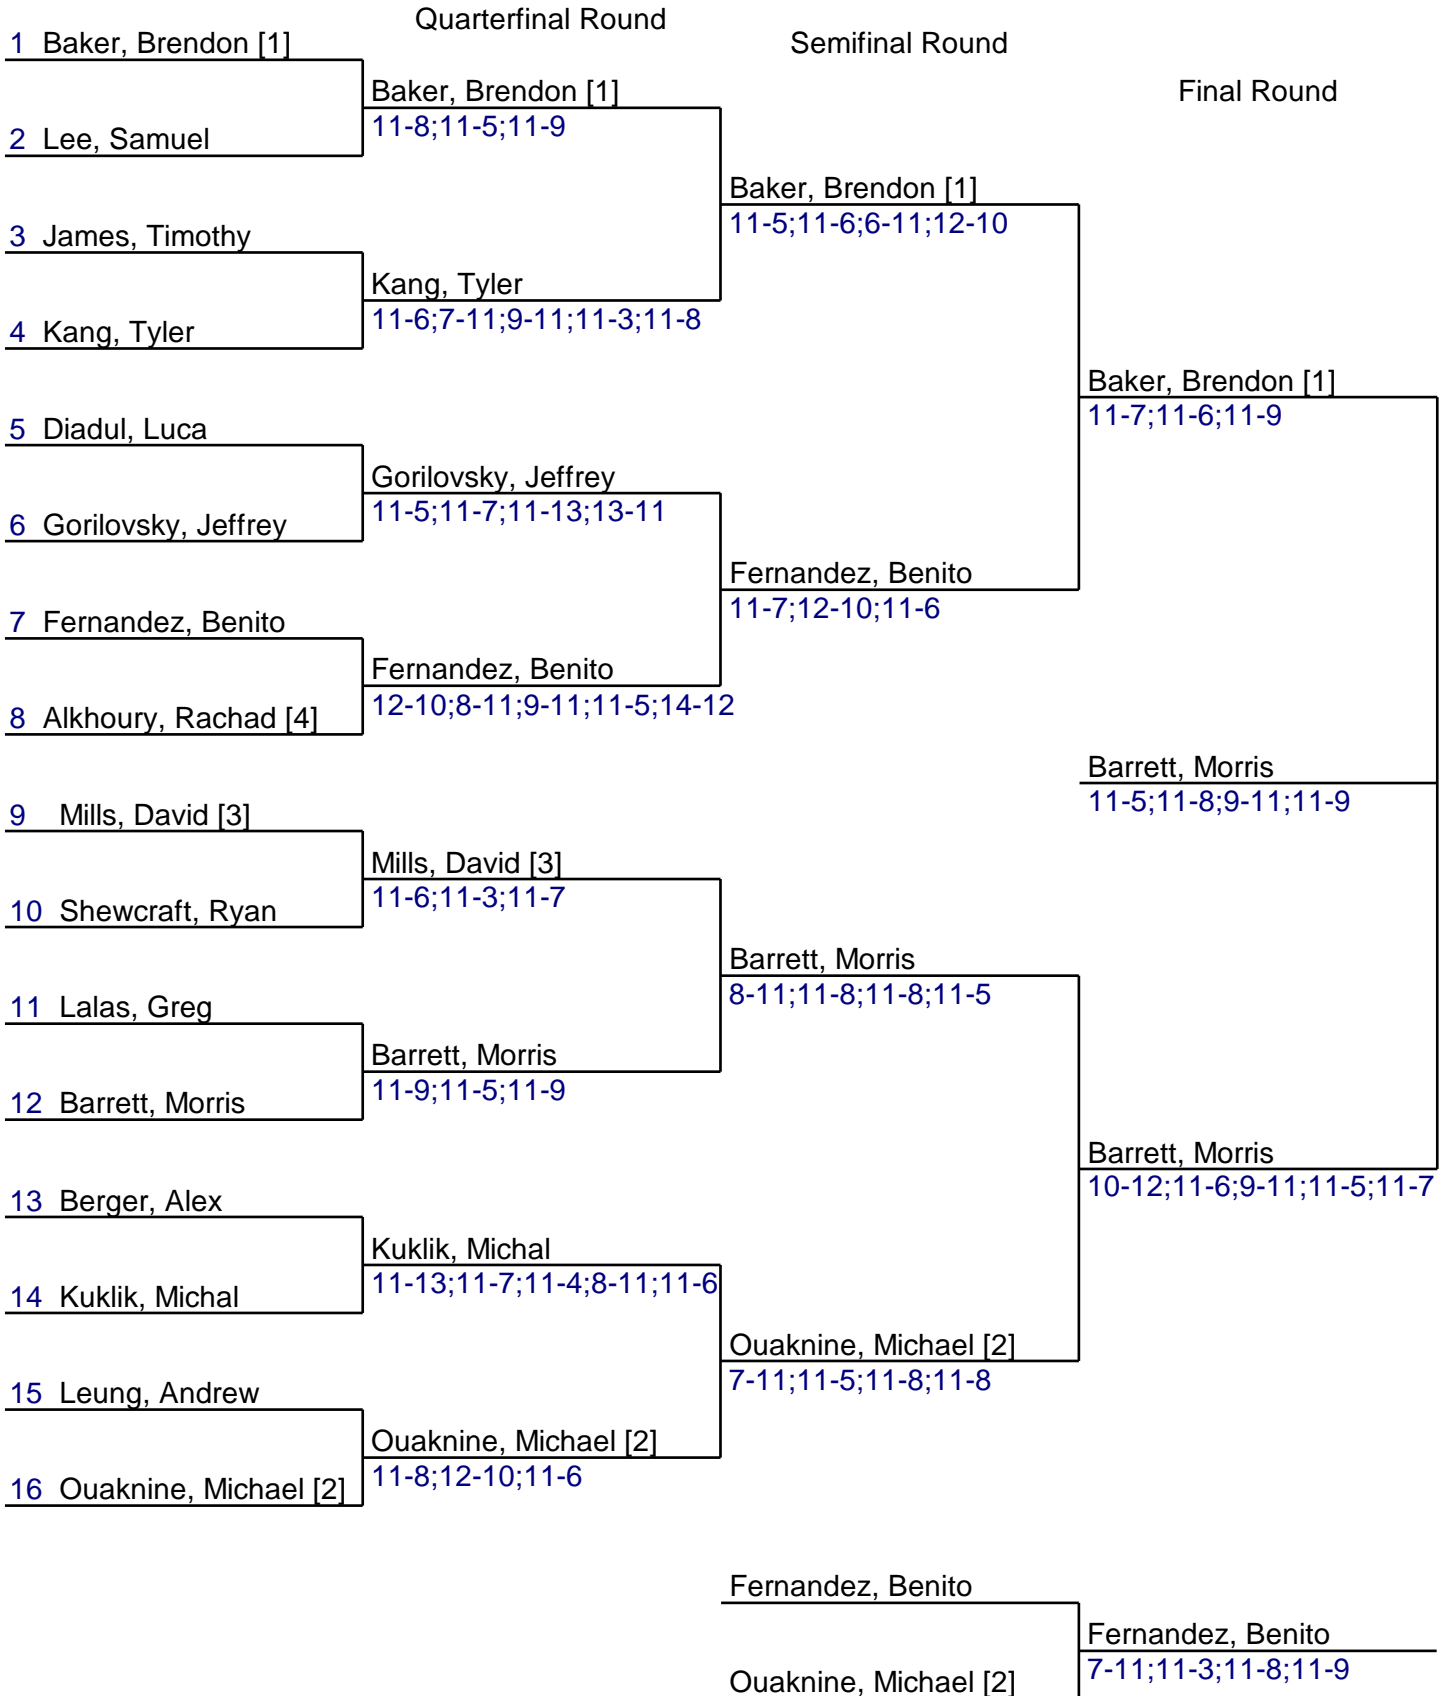 Quarterfinal Round
Semifinal Round
Final Round
1 Baker, Brendon [1]
2 Lee, Samuel
3 James, Timothy
4 Kang, Tyler
5 Diadul, Luca
6 Gorilovsky, Jeffrey
7 Fernandez, Benito
8 Alkhoury, Rachad [4]
9 Mills, David [3]
10 Shewcraft, Ryan
11 Lalas, Greg
12 Barrett, Morris
13 Berger, Alex
14 Kuklik, Michal
15 Leung, Andrew
16 Ouaknine, Michael [2]
Baker, Brendon [1]
11-8;11-5;11-9
Kang, Tyler
11-6;7-11;9-11;11-3;11-8
Gorilovsky, Jeffrey
11-5;11-7;11-13;13-11
Fernandez, Benito
12-10;8-11;9-11;11-5;14-12
Mills, David [3]
11-6;11-3;11-7
Barrett, Morris
11-9;11-5;11-9
Kuklik, Michal
11-13;11-7;11-4;8-11;11-6
Ouaknine, Michael [2]
11-8;12-10;11-6
Baker, Brendon [1]
11-5;11-6;6-11;12-10
Fernandez, Benito
11-7;12-10;11-6
Barrett, Morris
8-11;11-8;11-8;11-5
Ouaknine, Michael [2]
7-11;11-5;11-8;11-8
Baker, Brendon [1]
11-7;11-6;11-9
Barrett, Morris
11-5;11-8;9-11;11-9
Barrett, Morris
10-12;11-6;9-11;11-5;11-7
Fernandez, Benito
Ouaknine, Michael [2]
Fernandez, Benito
7-11;11-3;11-8;11-9